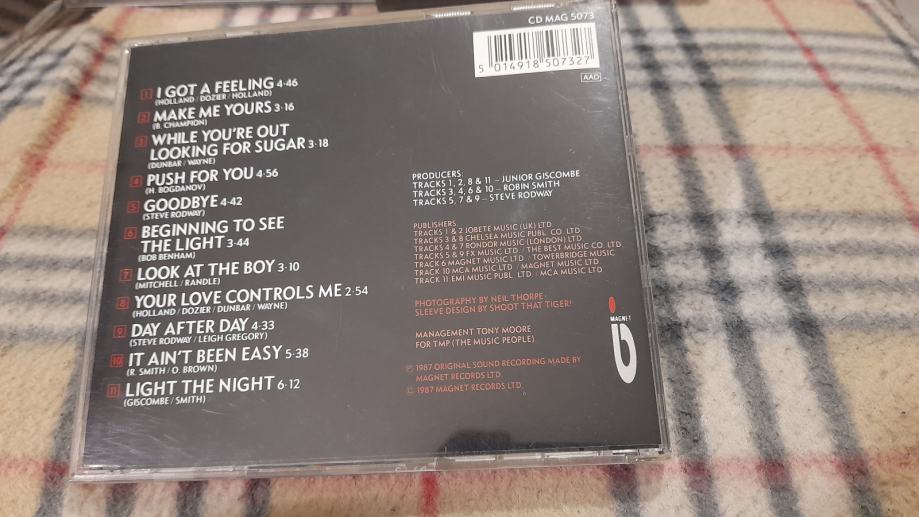 CD MAG 5073
5 014918 507327
AAD
1 I GOT A FEELING 4·46
(HOLLAND / DOZIER / HOLLAND)
2 MAKE ME YOURS 3·16
(B. CHAMPION)
3 WHILE YOU'RE OUT
LOOKING FOR SUGAR 3·18
(DUNBAR / WAYNE)
4 PUSH FOR YOU 4·56
(N. BOGDANOV)
5 GOODBYE 4·42
(STEVE RODWAY)
6 BEGINNING TO SEE
THE LIGHT 3·44
(BOB BENHAM)
7 LOOK AT THE BOY 3·10
(MITCHELL / RANDLE)
8 YOUR LOVE CONTROLS ME 2·54
(HOLLAND / DOZIER / DUNBAR / WAYNE)
9 DAY AFTER DAY 4·33
(STEVE RODWAY / LEIGH GREGORY)
10 IT AIN'T BEEN EASY 5·38
(R. SMITH / O. BROWN)
11 LIGHT THE NIGHT 6·12
(GISCOMBE / SMITH)
PRODUCERS:
TRACKS 1, 2, 8 & 11 – JUNIOR GISCOMBE
TRACKS 3, 4, 6 & 10 – ROBIN SMITH
TRACKS 5, 7 & 9 – STEVE RODWAY
PUBLISHERS
TRACKS 1 & 2 JOBETE MUSIC (UK) LTD
TRACKS 3 & 8 CHELSEA MUSIC PUBL. CO. LTD
TRACKS 4 & 7 RONDOR MUSIC (LONDON) LTD
TRACKS 5 & 9 FX MUSIC LTD / THE BEST MUSIC CO. LTD
TRACK 6 MAGNET MUSIC LTD / TOWERBRIDGE MUSIC
TRACK 10 MCA MUSIC LTD / MAGNET MUSIC LTD
TRACK 11 EMI MUSIC PUBL. LTD / MCA MUSIC LTD
PHOTOGRAPHY BY NEIL THORPE
SLEEVE DESIGN BY SHOOT THAT TIGER!
MANAGEMENT TONY MOORE
FOR TMP (THE MUSIC PEOPLE)
℗ 1987 ORIGINAL SOUND RECORDING MADE BY
MAGNET RECORDS LTD
© 1987 MAGNET RECORDS LTD.
MAGNET